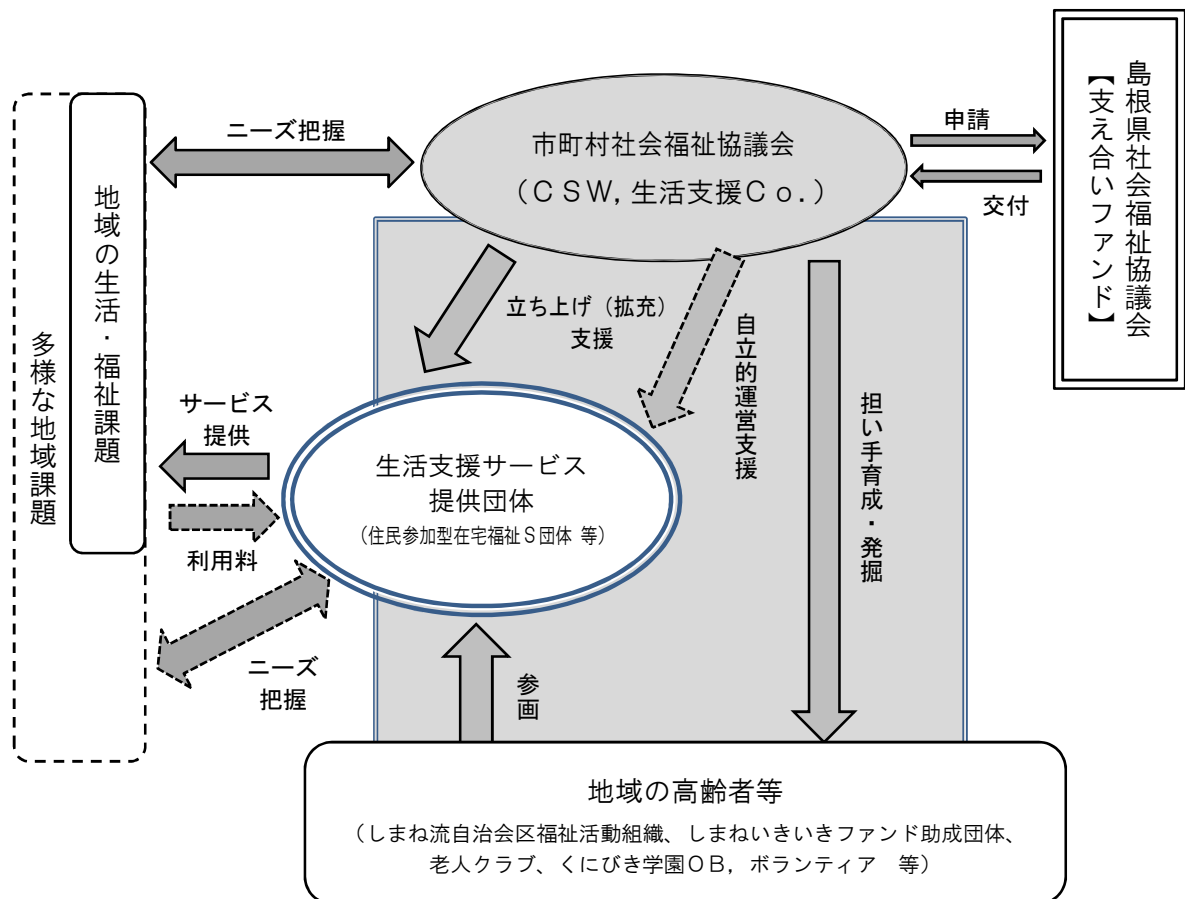 島根県社会福祉協議会
【支え合いファンド】
申請
交付
市町村社会福祉協議会
（ＣＳＷ，生活支援Ｃｏ．）
ニーズ把握
地域の生活・福祉課題
多様な地域課題
立ち上げ（拡充）
支援
自立的運営支援
担い手育成・発掘
サービス
提供
利用料
生活支援サービス
提供団体
（住民参加型在宅福祉Ｓ団体 等）
ニーズ
把握
参画
地域の高齢者等
（しまね流自治会区福祉活動組織、しまねいきいきファンド助成団体、
老人クラブ、くにびき学園ＯＢ，ボランティア　等）